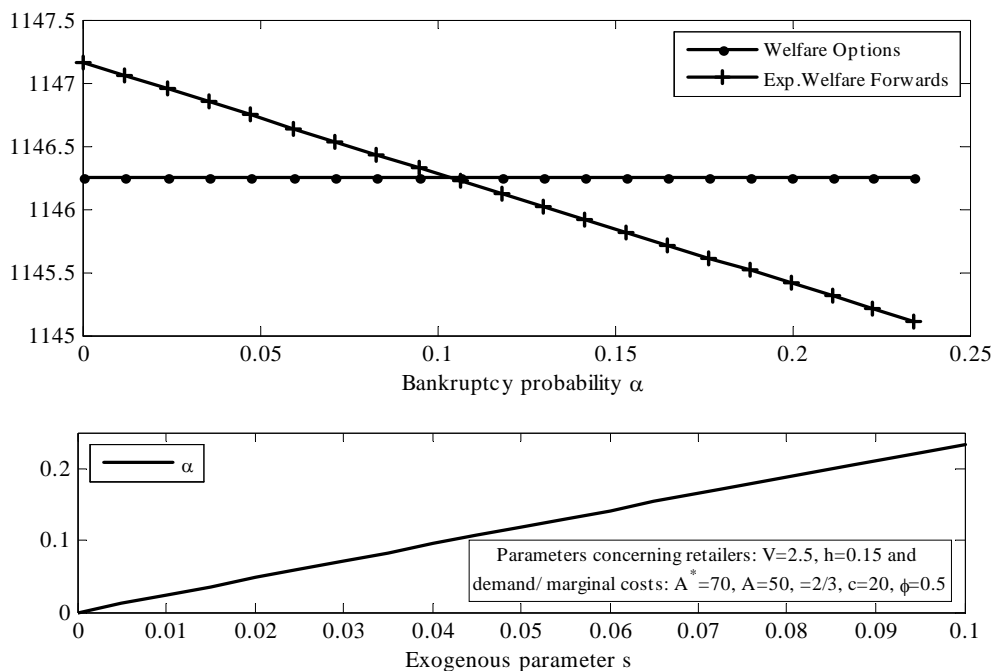 1147.5
1147
1146.5
1146
1145.5
1145
Welfare Options
Exp.Welfare Forwards
0 0.05 0.1 0.15 0.2 0.25
Bankruptcy probability α
0.2
0.1
0
α
Parameters concerning retailers: V=2.5, h=0.15 and
demand/ marginal costs: A*=70, A=50, =2/3, c=20, ϕ=0.5
0 0.01 0.02 0.03 0.04 0.05 0.06 0.07 0.08 0.09 0.1
Exogenous parameter s